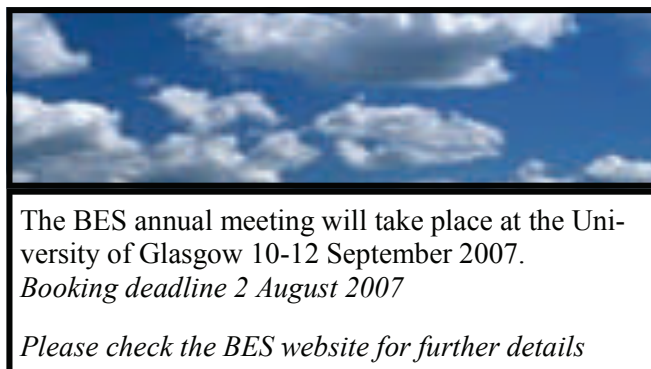 The BES annual meeting will take place at the Uni-
versity of Glasgow 10-12 September 2007.
Booking deadline 2 August 2007
Please check the BES website for further details